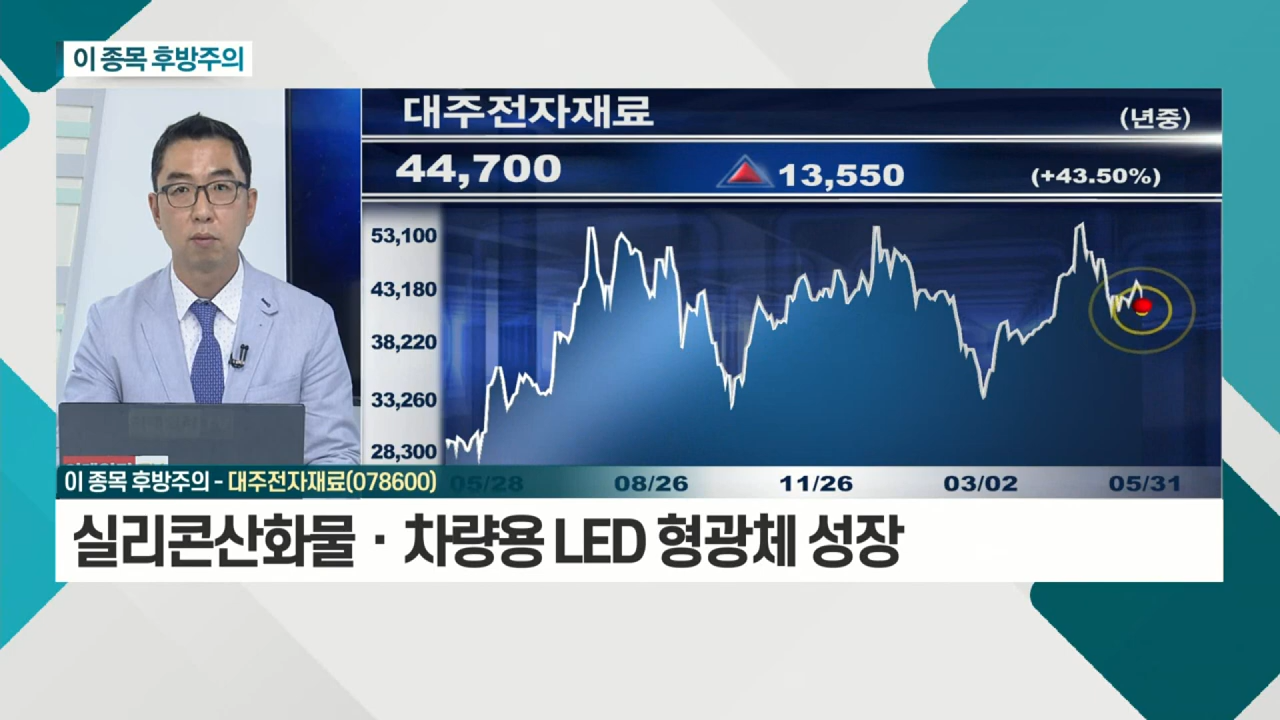 이 종목 후방주의
대주전자재료
(년중)
44,700
13,550
(+43.50%)
53,100
43,180
38,220
33,260
28,300
05/28
08/26
11/26
03/02
05/31
이 종목 후방주의 - 대주전자재료(078600)
실리콘산화물 · 차량용 LED 형광체 성장